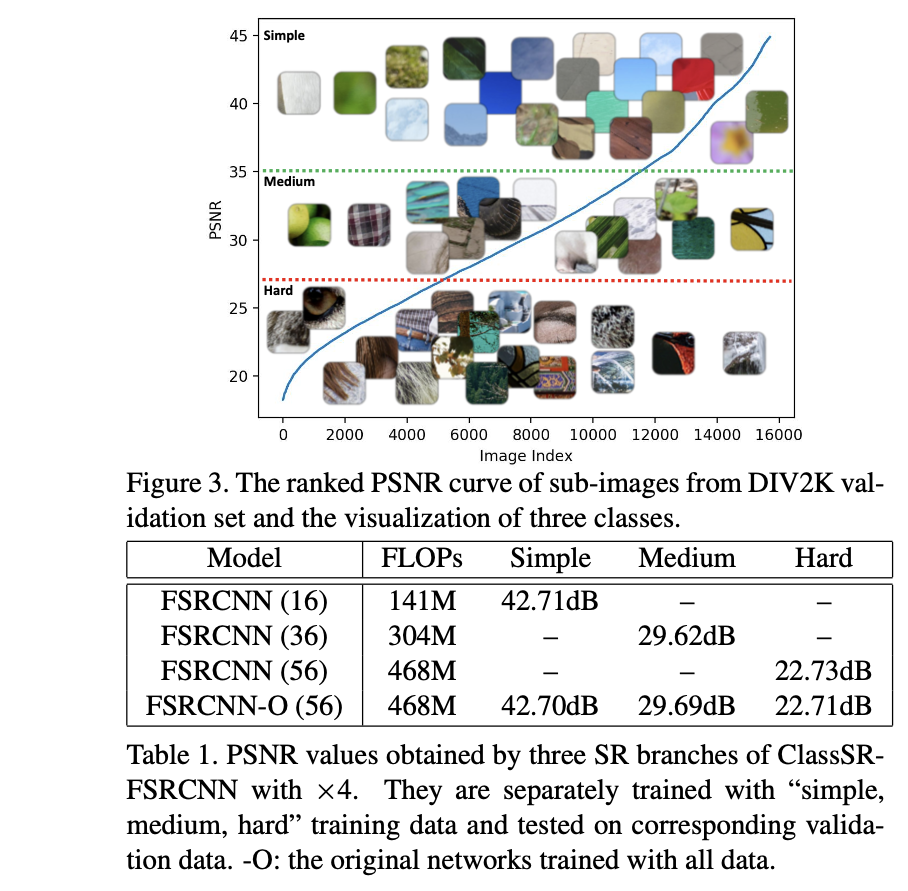 45
Simple
40
35
Medium
PSNR
30
Hard
25
20
0 2000 4000 6000 8000 10000 12000 14000 16000
Image Index
Figure 3. The ranked PSNR curve of sub-images from DIV2K val-
idation set and the visualization of three classes.
Model FLOPs Simple Medium Hard
FSRCNN (16) 141M 42.71dB – –
FSRCNN (36) 304M – 29.62dB –
FSRCNN (56) 468M – – 22.73dB
FSRCNN-O (56) 468M 42.70dB 29.69dB 22.71dB
Table 1. PSNR values obtained by three SR branches of ClassSR-
FSRCNN with ×4. They are separately trained with “simple,
medium, hard” training data and tested on corresponding valida-
tion data. -O: the original networks trained with all data.